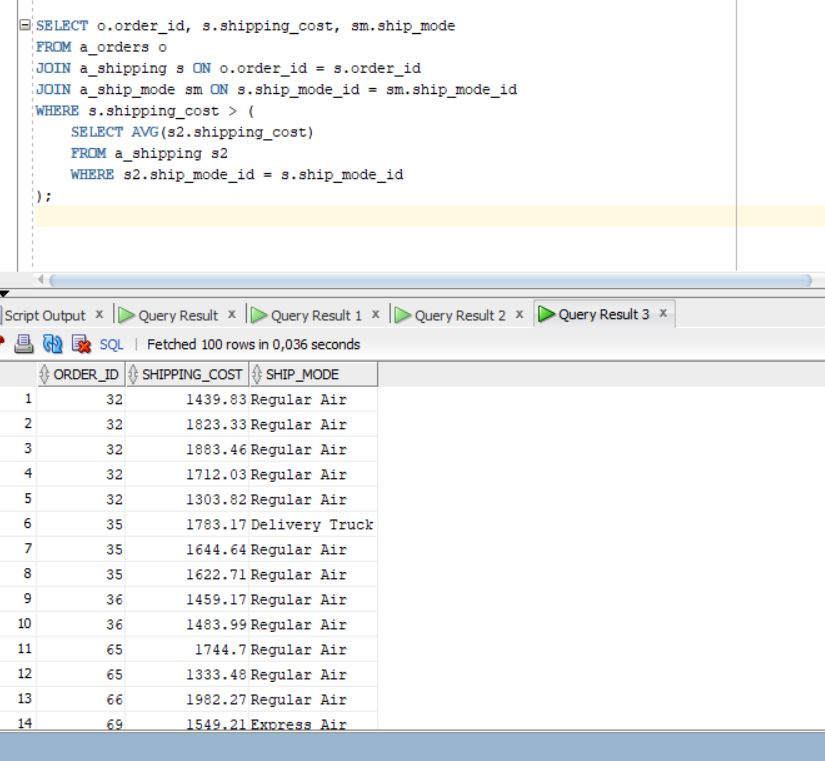 SELECT o.order_id, s.shipping_cost, sm.ship_mode
FROM a_orders o
JOIN a_shipping s ON o.order_id = s.order_id
JOIN a_ship_mode sm ON s.ship_mode_id = sm.ship_mode_id
WHERE s.shipping_cost > (
    SELECT AVG(s2.shipping_cost)
    FROM a_shipping s2
    WHERE s2.ship_mode_id = s.ship_mode_id
);
Script Output x Query Result x Query Result 1 x Query Result 2 x Query Result 3 x
SQL | Fetched 100 rows in 0,036 seconds
ORDER_ID SHIPPING_COST SHIP_MODE
1 32 1439.83 Regular Air
2 32 1823.33 Regular Air
3 32 1883.46 Regular Air
4 32 1712.03 Regular Air
5 32 1303.82 Regular Air
6 35 1783.17 Delivery Truck
7 35 1644.64 Regular Air
8 35 1622.71 Regular Air
9 36 1459.17 Regular Air
10 36 1483.99 Regular Air
11 65 1744.7 Regular Air
12 65 1333.48 Regular Air
13 66 1982.27 Regular Air
14 69 1549.21 Express Air